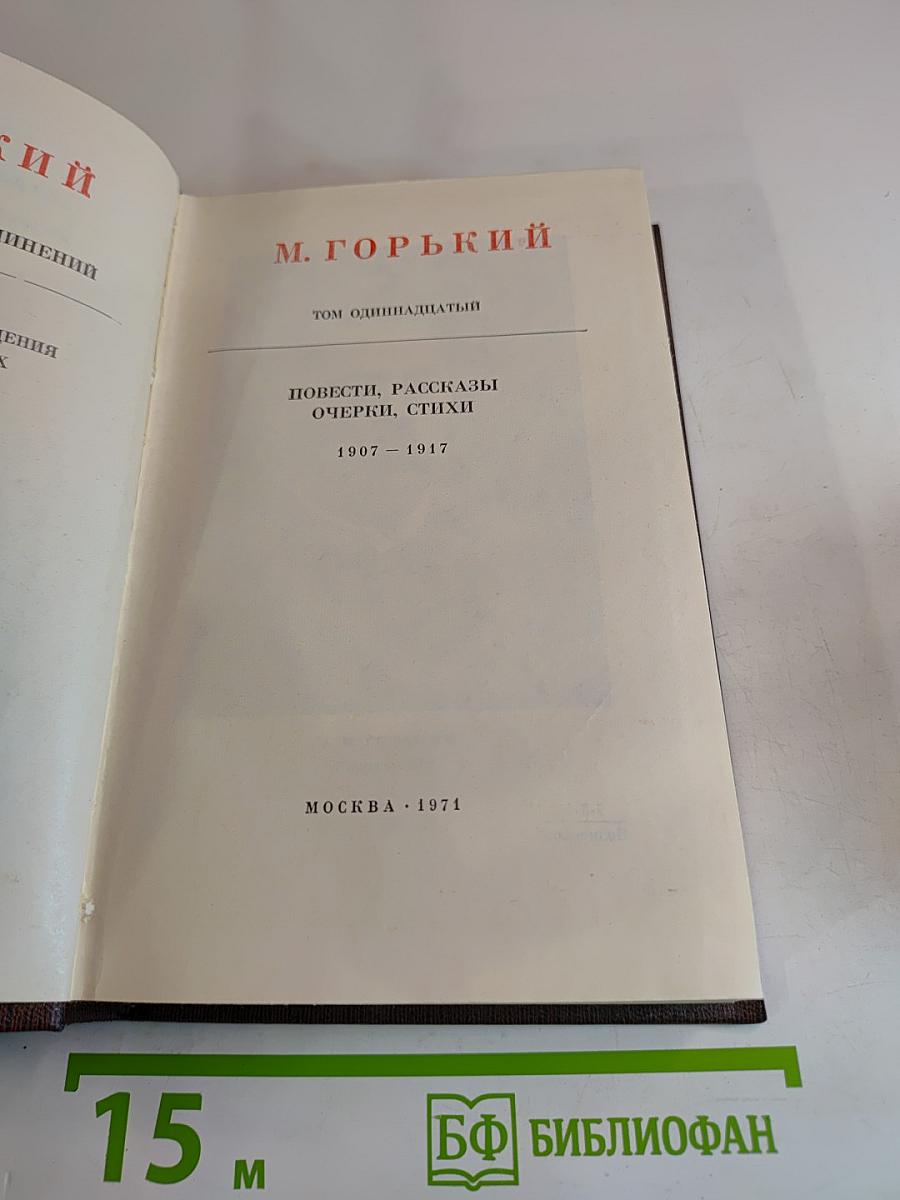 КИЙ
ИНЕНИЙ
ДЕНИЯ
Х
М. ГОРЬКИЙ
ТОМ ОДИННАДЦАТЫЙ
ПОВЕСТИ, РАССКАЗЫ
ОЧЕРКИ, СТИХИ
1907 — 1917
МОСКВА · 1971
15 м
БФ БИБЛИОФАН